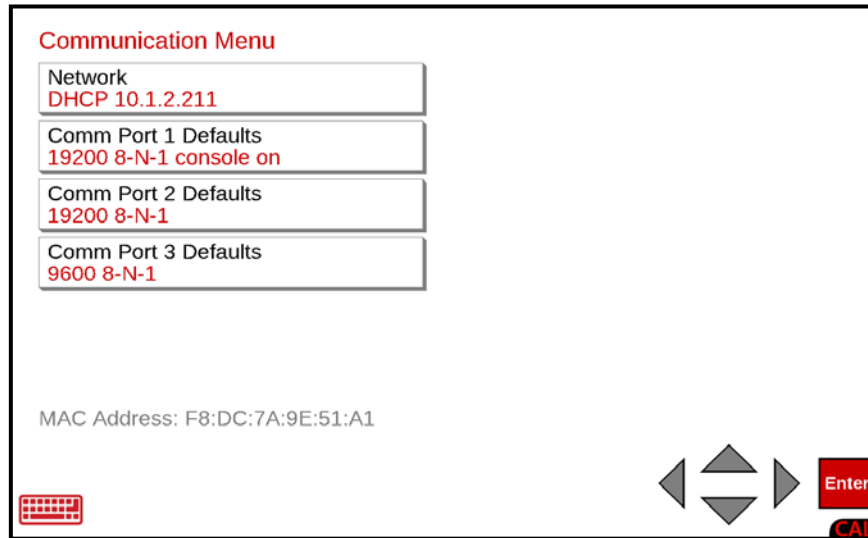 Communication Menu
Network
DHCP 10.1.2.211
Comm Port 1 Defaults
19200 8-N-1 console on
Comm Port 2 Defaults
19200 8-N-1
Comm Port 3 Defaults
9600 8-N-1
MAC Address: F8:DC:7A:9E:51:A1
Enter